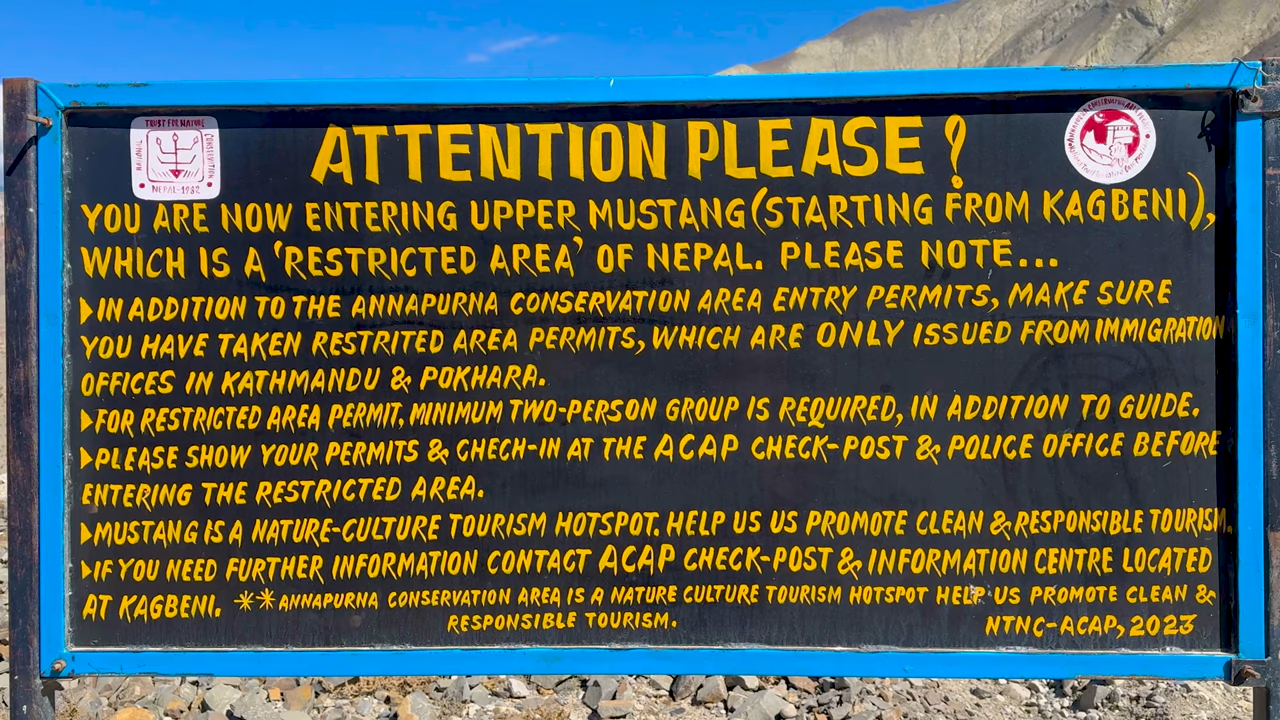 TRUST FOR NATURE
NATIONAL
CONSERVATION
NEPAL-1982
ATTENTION PLEASE!
YOU ARE NOW ENTERING UPPER MUSTANG(STARTING FROM KAGBENI),
WHICH IS A 'RESTRICTED AREA' OF NEPAL. PLEASE NOTE...
▶IN ADDITION TO THE ANNAPURNA CONSERVATION AREA ENTRY PERMITS, MAKE SURE
YOU HAVE TAKEN RESTRITED AREA PERMITS, WHICH ARE ONLY ISSUED FROM IMMIGRATION
OFFICES IN KATHMANDU & POKHARA.
▶FOR RESTRICTED AREA PERMIT, MINIMUM TWO-PERSON GROUP IS REQUIRED, IN ADDITION TO GUIDE.
▶PLEASE SHOW YOUR PERMITS & CHECH-IN AT THE ACAP CHECK-POST & POLICE OFFICE BEFORE
ENTERING THE RESTRICTED AREA.
▶MUSTANG IS A NATURE-CULTURE TOURISM HOTSPOT. HELP US US PROMOTE CLEAN & RESPONSIBLE TOURISM.
▶IF YOU NEED FURTHER INFORMATION CONTACT ACAP CHECK-POST & INFORMATION CENTRE LOCATED
AT KAGBENI. **ANNAPURNA CONSERVATION AREA IS A NATURE CULTURE TOURISM HOTSPOT HELP US PROMOTE CLEAN &
RESPONSIBLE TOURISM.
NTNC-ACAP, 2023